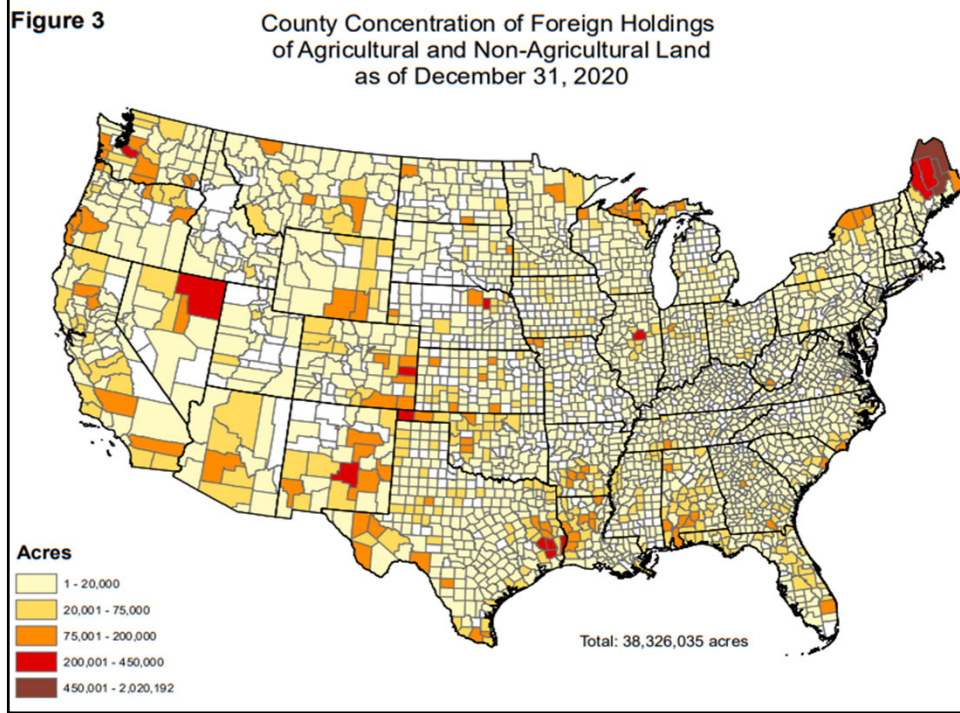 Figure 3
County Concentration of Foreign Holdings
of Agricultural and Non-Agricultural Land
as of December 31, 2020
Acres
1 - 20,000
20,001 - 75,000
75,001 - 200,000
200,001 - 450,000
450,001 - 2,020,192
Total: 38,326,035 acres